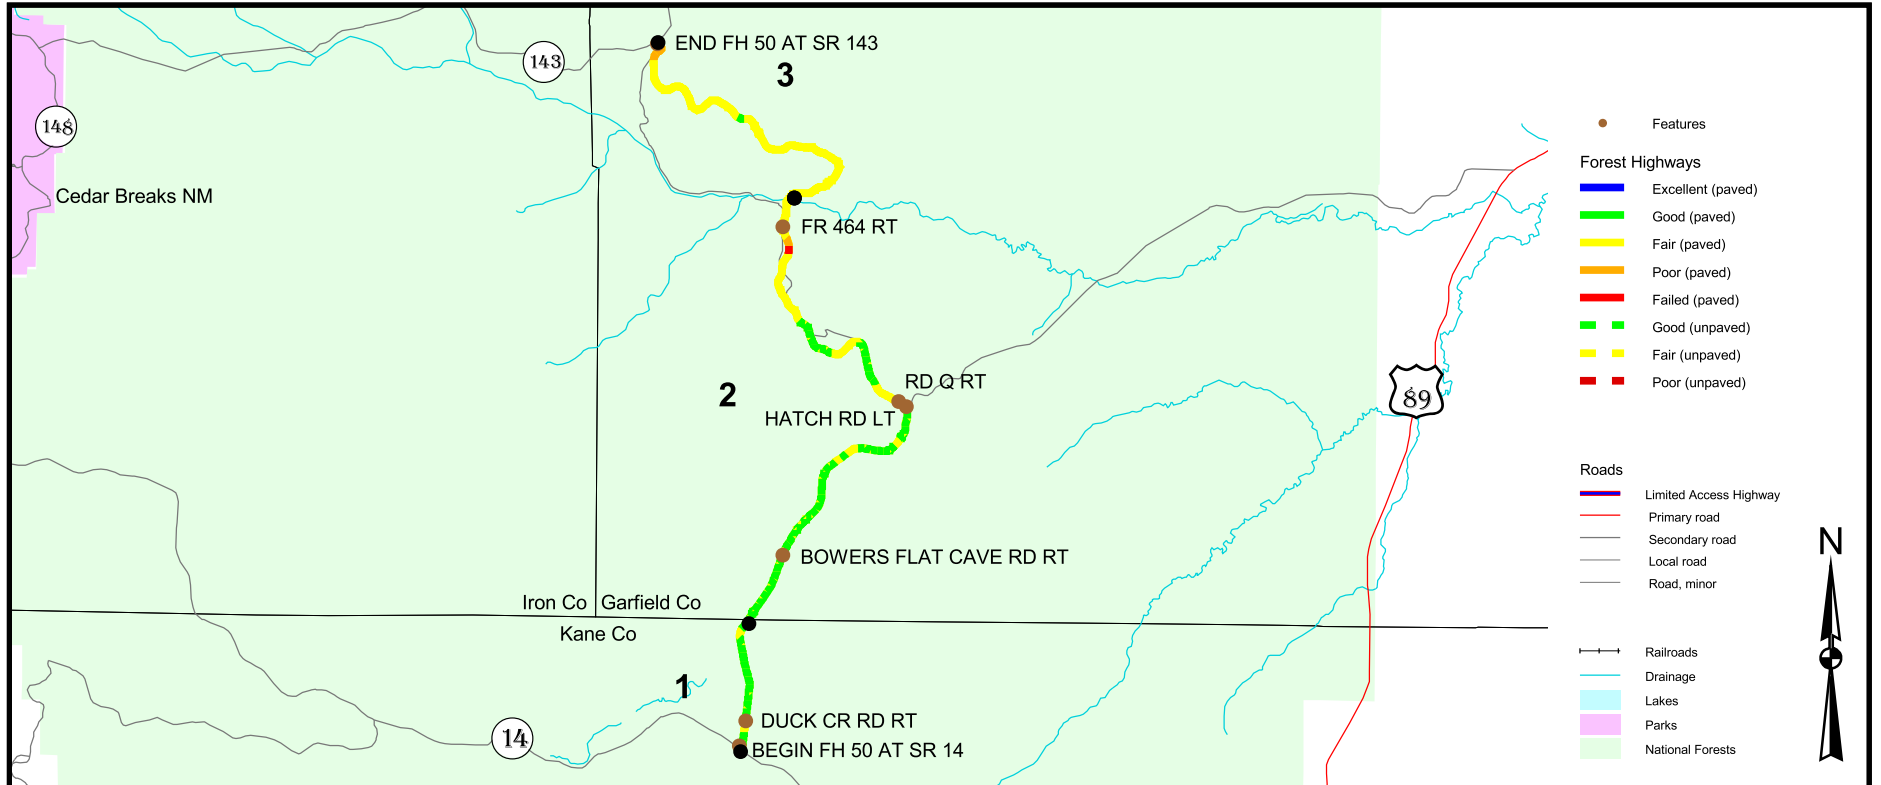 END FH 50 AT SR 143
3
143
148
Features
Forest Highways
Excellent (paved)
Cedar Breaks NM
Good (paved)
FR 464 RT
Fair (paved)
Poor (paved)
Failed (paved)
Good (unpaved)
Fair (unpaved)
Poor (unpaved)
RD Q RT
2
89
HATCH RD LT
Roads
Limited Access Highway
Primary road
Secondary road
N
BOWERS FLAT CAVE RD RT
Local road
Road, minor
Iron Co
Garfield Co
Kane Co
Railroads
Drainage
1
Lakes
DUCK CR RD RT
Parks
14
BEGIN FH 50 AT SR 14
National Forests